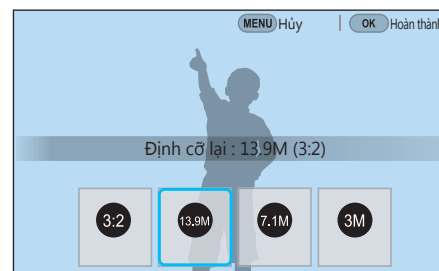 MENU Hủy | OK Hoàn thành
Định cỡ lại : 13.9M (3:2)
3:2 13.9M 7.1M 3M